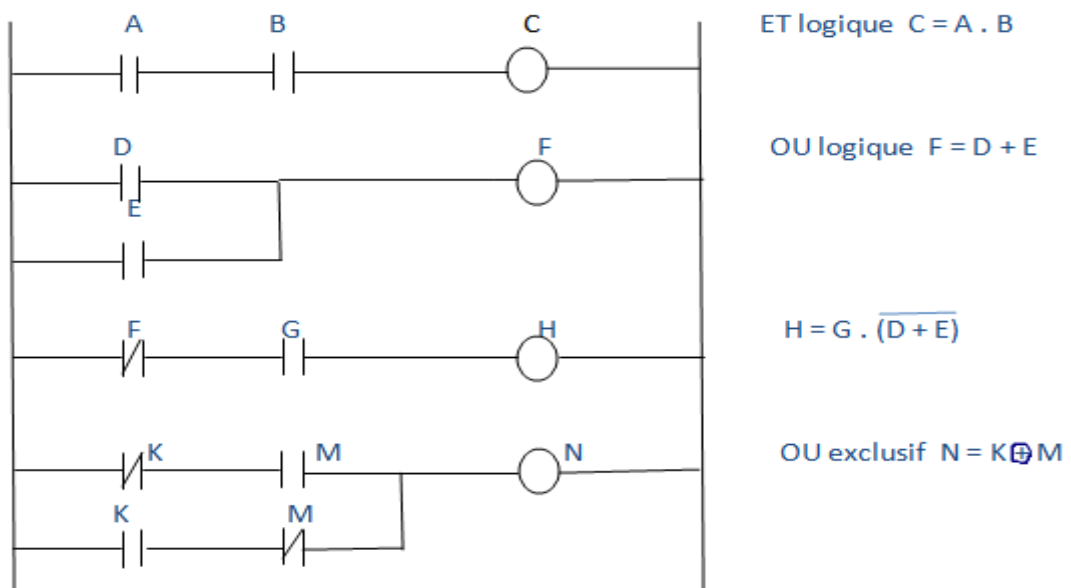 A B C ET logique C = A . B
D F OU logique F = D + E
E
F G H H = G . (D + E)
K M N OU exclusif N = K⊕M
K M